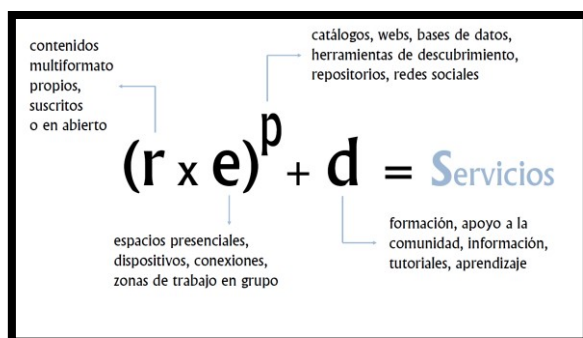 contenidos
multiformato
propios,
suscritos
o en abierto
catálogos, webs, bases de datos,
herramientas de descubrimiento,
repositorios, redes sociales
(r x e)^p + d = Servicios
espacios presenciales,
dispositivos, conexiones,
zonas de trabajo en grupo
formación, apoyo a la
comunidad, información,
tutoriales, aprendizaje